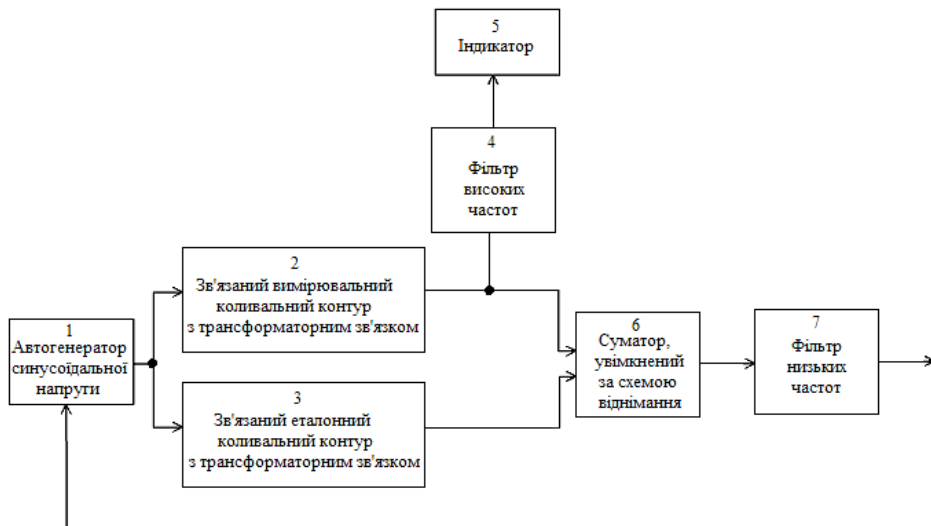 5
Індикатор
4
Фільтр
високих
частот
2
Зв'язаний вимірювальний
коливальний контур
з трансформаторним зв'язком
1
Автогенератор
синусоїдальної
напруги
3
Зв'язаний еталонний
коливальний контур
з трансформаторним зв'язком
6
Суматор,
увімкнений
за схемою
віднімання
7
Фільтр
низьких
частот